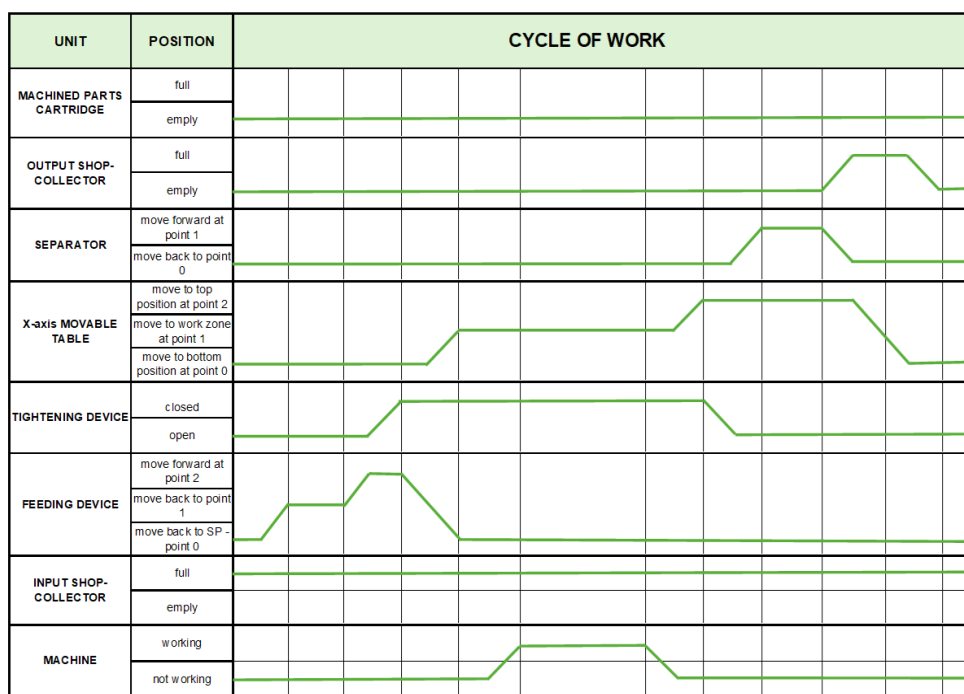 UNIT
POSITION
CYCLE OF WORK
MACHINED PARTS
CARTRIDGE
full
emply
OUTPUT SHOP-
COLLECTOR
full
emply
SEPARATOR
move forward at
point 1
move back to point
0
X-axis MOVABLE
TABLE
move to top
position at point 2
move to work zone
at point 1
move to bottom
position at point 0
TIGHTENING DEVICE
closed
open
FEEDING DEVICE
move forward at
point 2
move back to point
1
move back to SP -
point 0
INPUT SHOP-
COLLECTOR
full
emply
MACHINE
working
not working